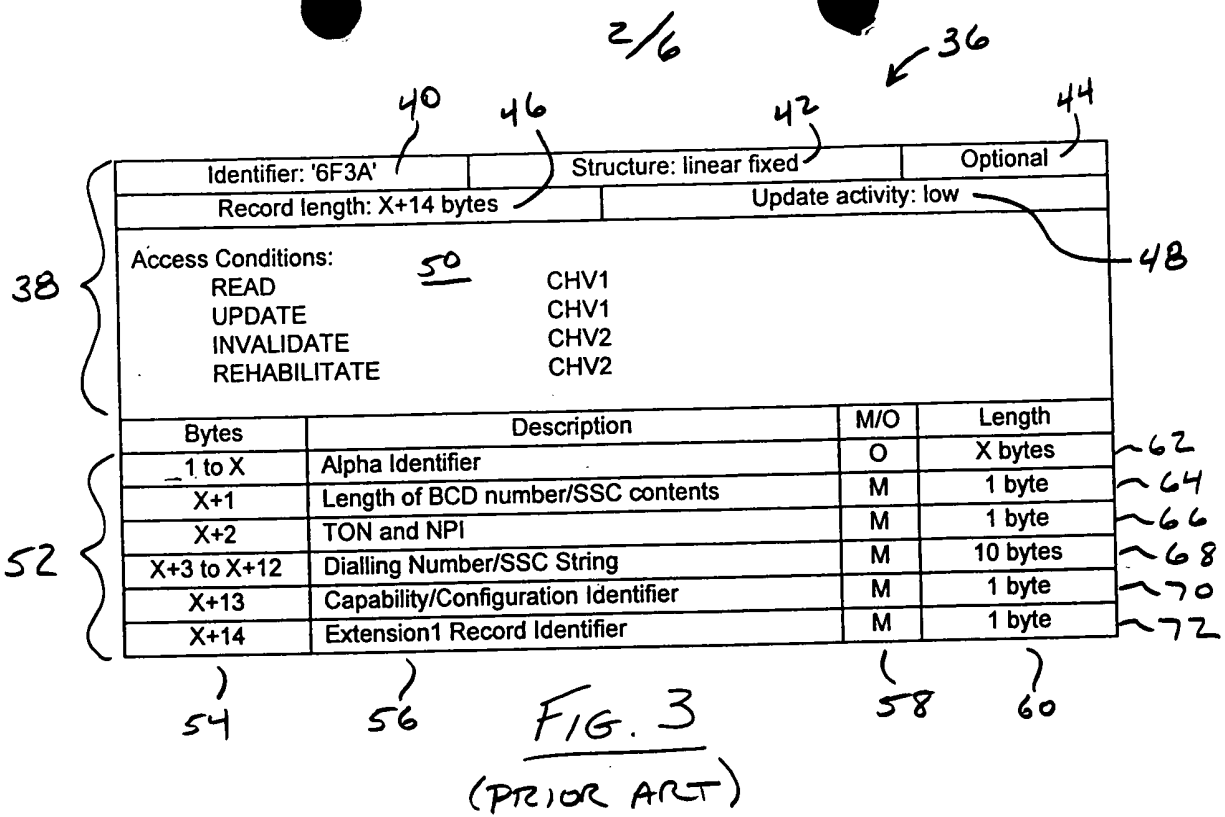 2/6
36
40
46
42
44
Identifier: '6F3A' Structure: linear fixed Optional
Record length: X+14 bytes Update activity: low
48
Access Conditions: 50
READ CHV1
UPDATE CHV1
INVALIDATE CHV2
REHABILITATE CHV2
38
Bytes Description M/O Length
1 to X Alpha Identifier O X bytes 62
X+1 Length of BCD number/SSC contents M 1 byte 64
X+2 TON and NPI M 1 byte 66
X+3 to X+12 Dialling Number/SSC String M 10 bytes 68
X+13 Capability/Configuration Identifier M 1 byte 70
X+14 Extension1 Record Identifier M 1 byte 72
52
54 56 58 60
FIG. 3
(PRIOR ART)